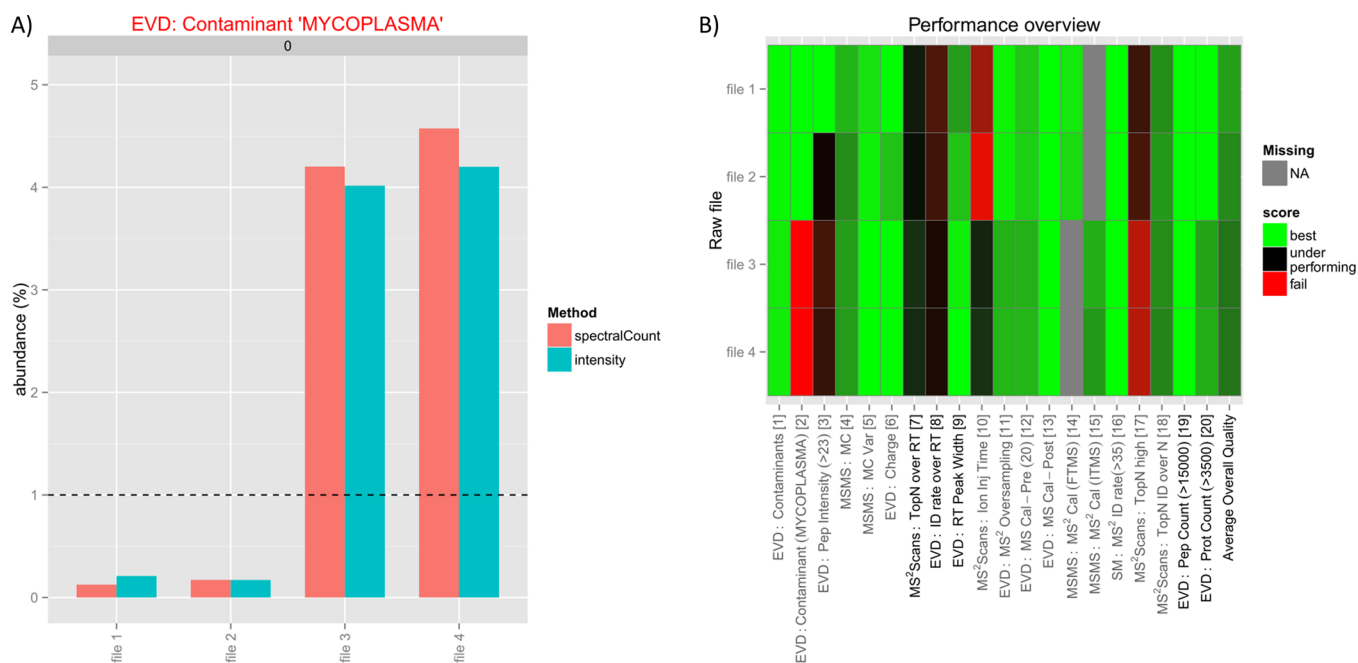 A)
EVD: Contaminant 'MYCOPLASMA'
0
abundance (%)
5
4
3
2
1
0
file 1
file 2
file 3
file 4
Method
spectralCount
intensity
B)
Performance overview
Raw file
file 1
file 2
file 3
file 4
EVD: Contaminants [1]
EVD: Contaminant (MYCOPLASMA) [2]
EVD: Pep Intensity (>23) [3]
MSMS: MC [4]
MSMS: MC Var [5]
EVD: Charge [6]
MS²Scans: TopN over RT [7]
EVD: ID rate over RT [8]
EVD: RT Peak Width [9]
MS²Scans: Ion Inj Time [10]
EVD: MS² Oversampling [11]
EVD: MS Cal-Pre (20) [12]
EVD: MS Cal-Post [13]
MSMS: MS² Cal (FTMS) [14]
MSMS: MS² Cal (ITMS) [15]
SM: MS² ID rate(>35) [16]
MS²Scans: TopN high [17]
MS²Scans: TopN ID over N [18]
EVD: Pep Count (>15000) [19]
EVD: Prot Count (>3500) [20]
Average Overall Quality
Missing
NA
score
best
under
performing
fail